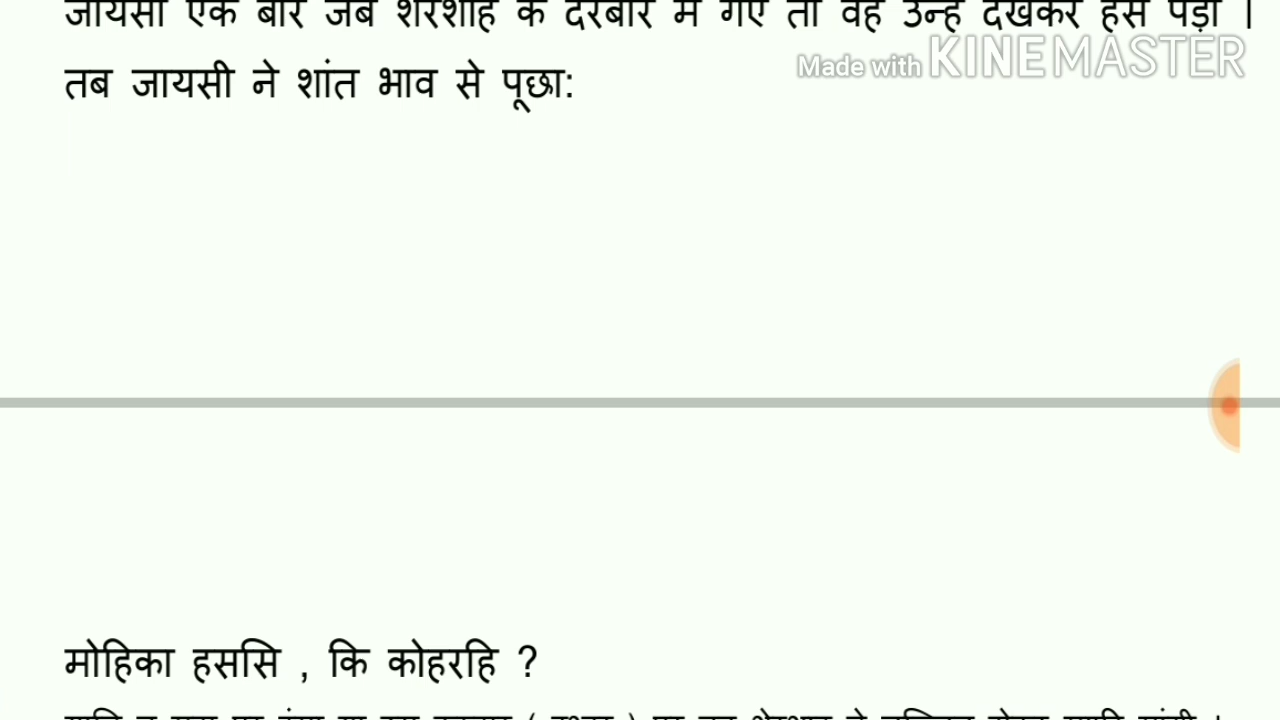 जायसी एक बार जब शेरशाह के दरबार में गए तो वह उन्हें देखकर हँस पड़ा ।
Made with KINEMASTER
तब जायसी ने शांत भाव से पूछा:
मोहिका हससि , कि कोहरहि ?